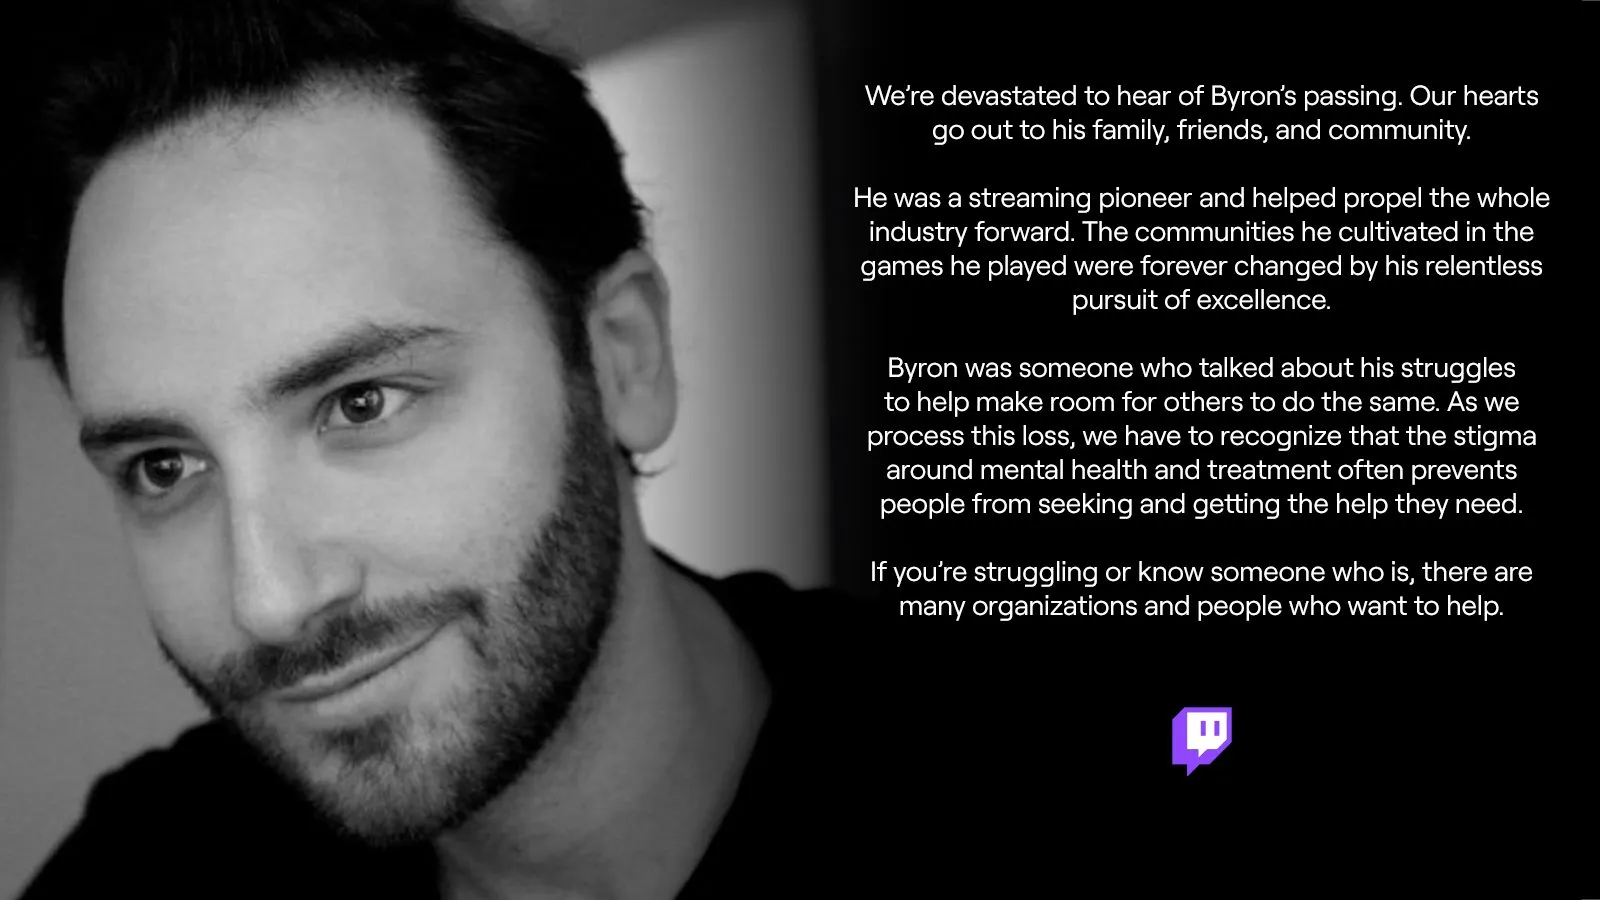 We’re devastated to hear of Byron’s passing. Our hearts
go out to his family, friends, and community.
He was a streaming pioneer and helped propel the whole
industry forward. The communities he cultivated in the
games he played were forever changed by his relentless
pursuit of excellence.
Byron was someone who talked about his struggles
to help make room for others to do the same. As we
process this loss, we have to recognize that the stigma
around mental health and treatment often prevents
people from seeking and getting the help they need.
If you’re struggling or know someone who is, there are
many organizations and people who want to help.